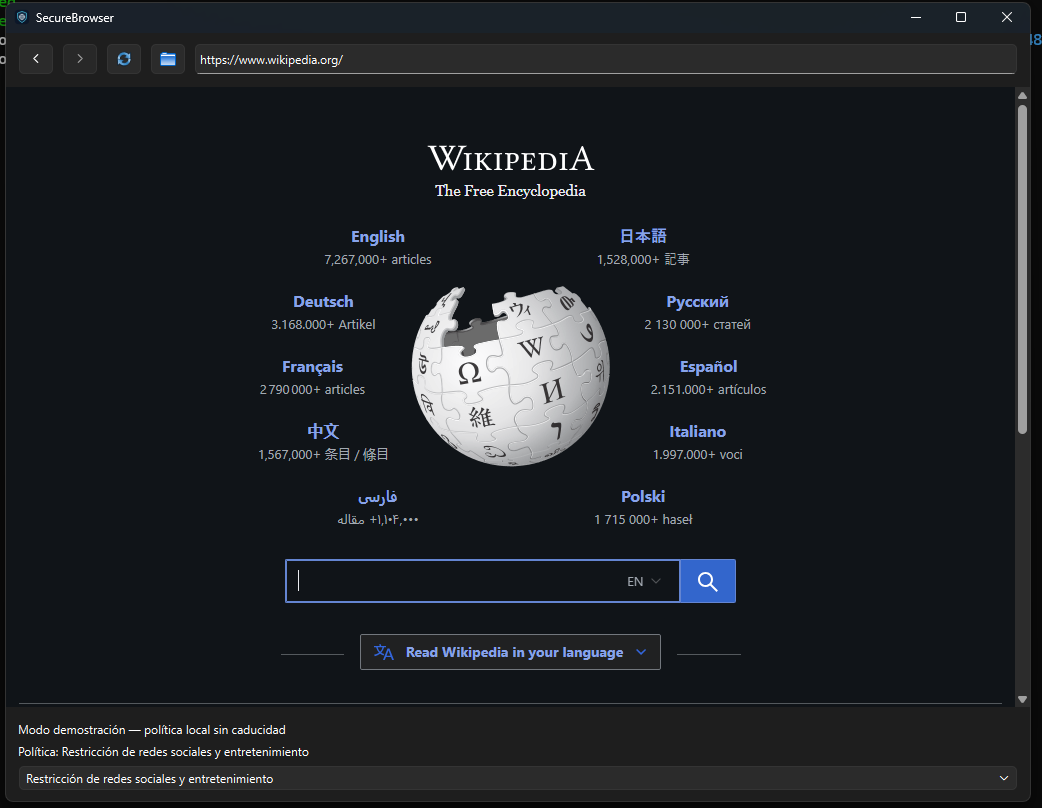 SecureBrowser
https://www.wikipedia.org/
WIKIPEDIA
The Free Encyclopedia
English
7,267,000+ articles
日本語
1,528,000+ 記事
Deutsch
3.168.000+ Artikel
Русский
2 130 000+ статей
Français
2 790 000+ articles
Español
2.151.000+ artículos
中文
1,567,000+ 条目 / 條目
Italiano
1.997.000+ voci
فارسی
۱٬۱۰۴٬۰۰۰+ مقاله
Polski
1 715 000+ haseł
Ω
W
ウィ
И
維
EN
Read Wikipedia in your language
Modo demostración — política local sin caducidad
Política: Restricción de redes sociales y entretenimiento
Restricción de redes sociales y entretenimiento